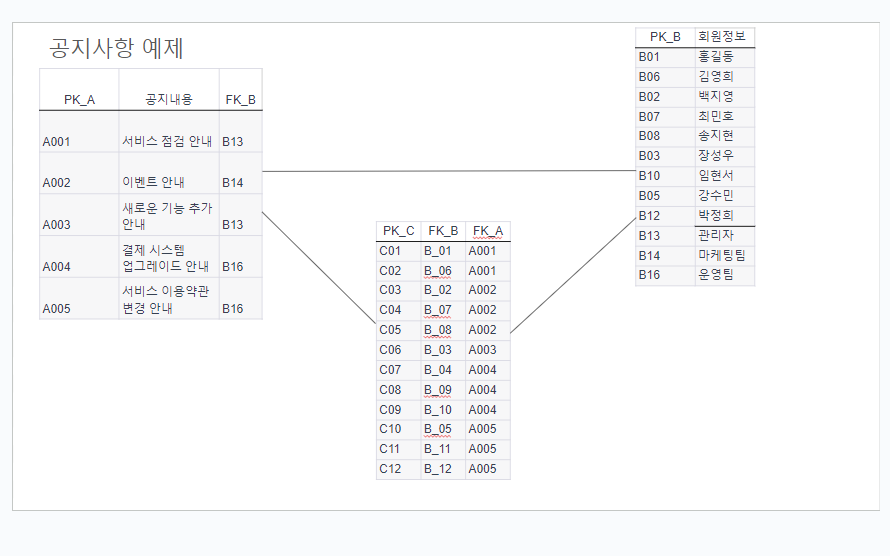 공지사항 예제
PK_A 공지내용 FK_B
A001 서비스 점검 안내 B13
A002 이벤트 안내 B14
새로운 기능 추가
A003 안내 B13
결제 시스템
A004 업그레이드 안내 B16
서비스 이용약관
A005 변경 안내 B16
PK_C FK_B FK_A
C01 B_01 A001
C02 B_06 A001
C03 B_02 A002
C04 B_07 A002
C05 B_08 A002
C06 B_03 A003
C07 B_04 A004
C08 B_09 A004
C09 B_10 A004
C10 B_05 A005
C11 B_11 A005
C12 B_12 A005
PK_B 회원정보
B01 홍길동
B06 김영희
B02 백지영
B07 최민호
B08 송지현
B03 장성우
B10 임현서
B05 강수민
B12 박정희
B13 관리자
B14 마케팅팀
B16 운영팀